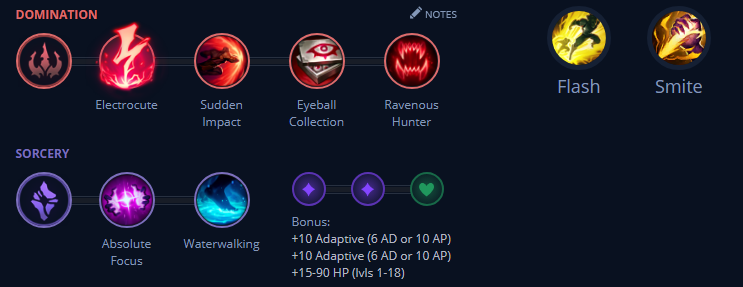 DOMINATION
NOTES
Electrocute
Sudden
Impact
Eyeball
Collection
Ravenous
Hunter
Flash
Smite
SORCERY
Absolute
Focus
Waterwalking
Bonus:
+10 Adaptive (6 AD or 10 AP)
+10 Adaptive (6 AD or 10 AP)
+15-90 HP (lvls 1-18)